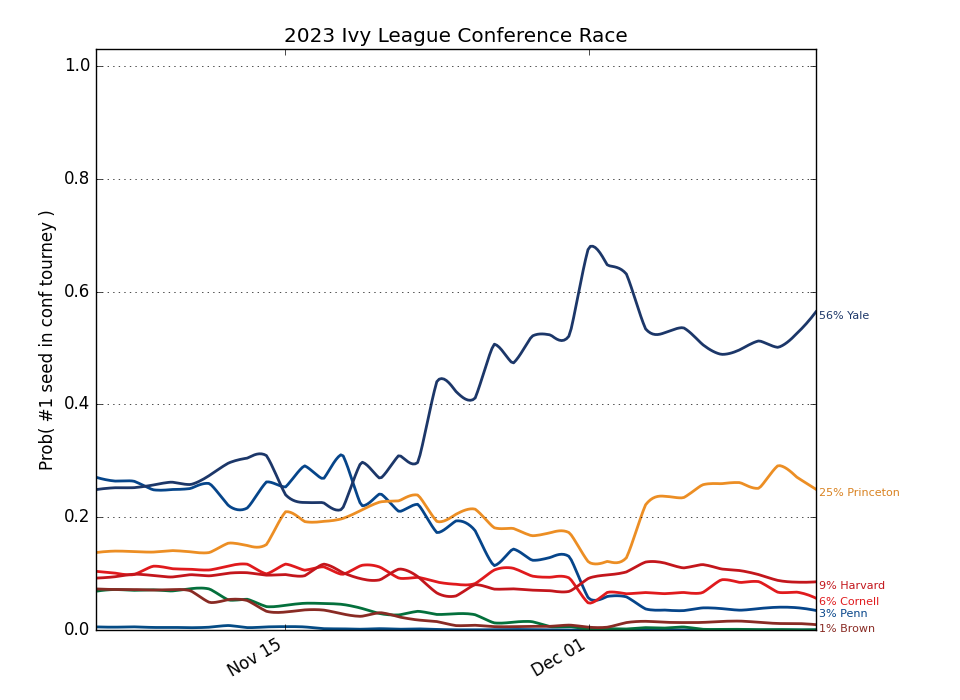 2023 Ivy League Conference Race
Prob( #1 seed in conf tourney )
1.0
0.8
0.6
0.4
0.2
0.0
Nov 15
Dec 01
56% Yale
25% Princeton
9% Harvard
6% Cornell
3% Penn
1% Brown